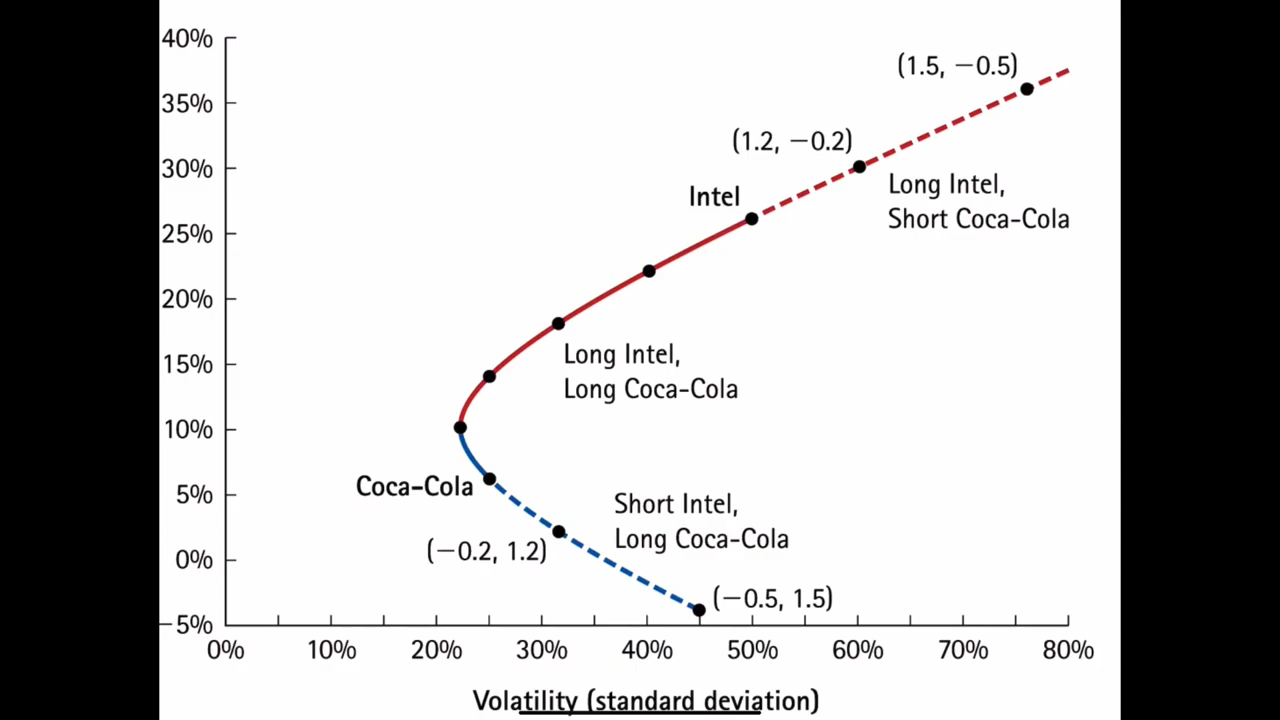 40%
(1.5, −0.5)
35%
(1.2, −0.2)
30%
Intel
Long Intel,
Short Coca-Cola
25%
20%
15%
Long Intel,
Long Coca-Cola
10%
5%
Coca-Cola
Short Intel,
Long Coca-Cola
0%
(−0.2, 1.2)
(−0.5, 1.5)
−5%
0% 10% 20% 30% 40% 50% 60% 70% 80%
Volatility (standard deviation)